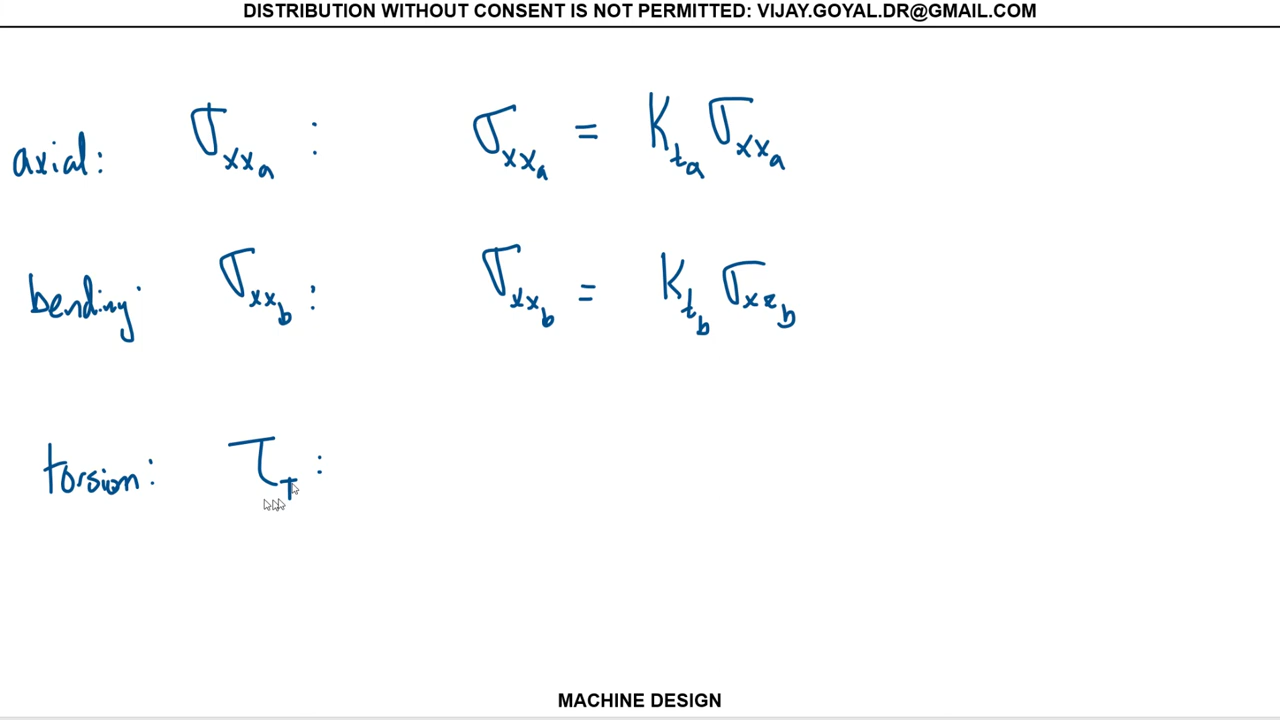 DISTRIBUTION WITHOUT CONSENT IS NOT PERMITTED: VIJAY.GOYAL.DR@GMAIL.COM
axial: σxxa : σxxa = Kta σxxa
bending: σxxb : σxxb = Ktb σxxb
torsion: τT :
MACHINE DESIGN